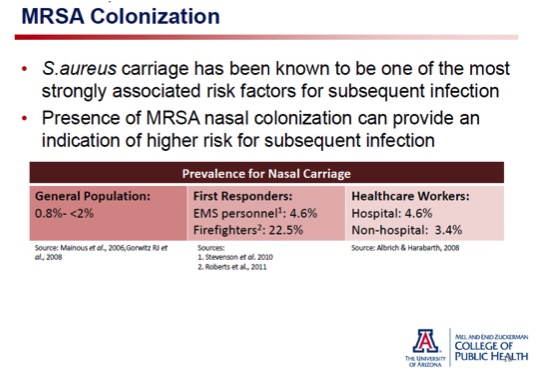 MRSA Colonization
• S.aureus carriage has been known to be one of the most
strongly associated risk factors for subsequent infection
• Presence of MRSA nasal colonization can provide an
indication of higher risk for subsequent infection
Prevalence for Nasal Carriage
General Population:
0.8%- <2%
First Responders:
EMS personnel¹: 4.6%
Firefighters²: 22.5%
Healthcare Workers:
Hospital: 4.6%
Non-hospital: 3.4%
Source: Mainous et al., 2006,Gorwitz RJ et
al., 2008
Sources:
1. Stevenson et al. 2010
2. Roberts et al., 2011
Source: Albrich & Harabarth, 2008
A
THE UNIVERSITY
OF ARIZONA
MEL AND ENID ZUCKERMAN
COLLEGE OF
PUBLIC HEALTH